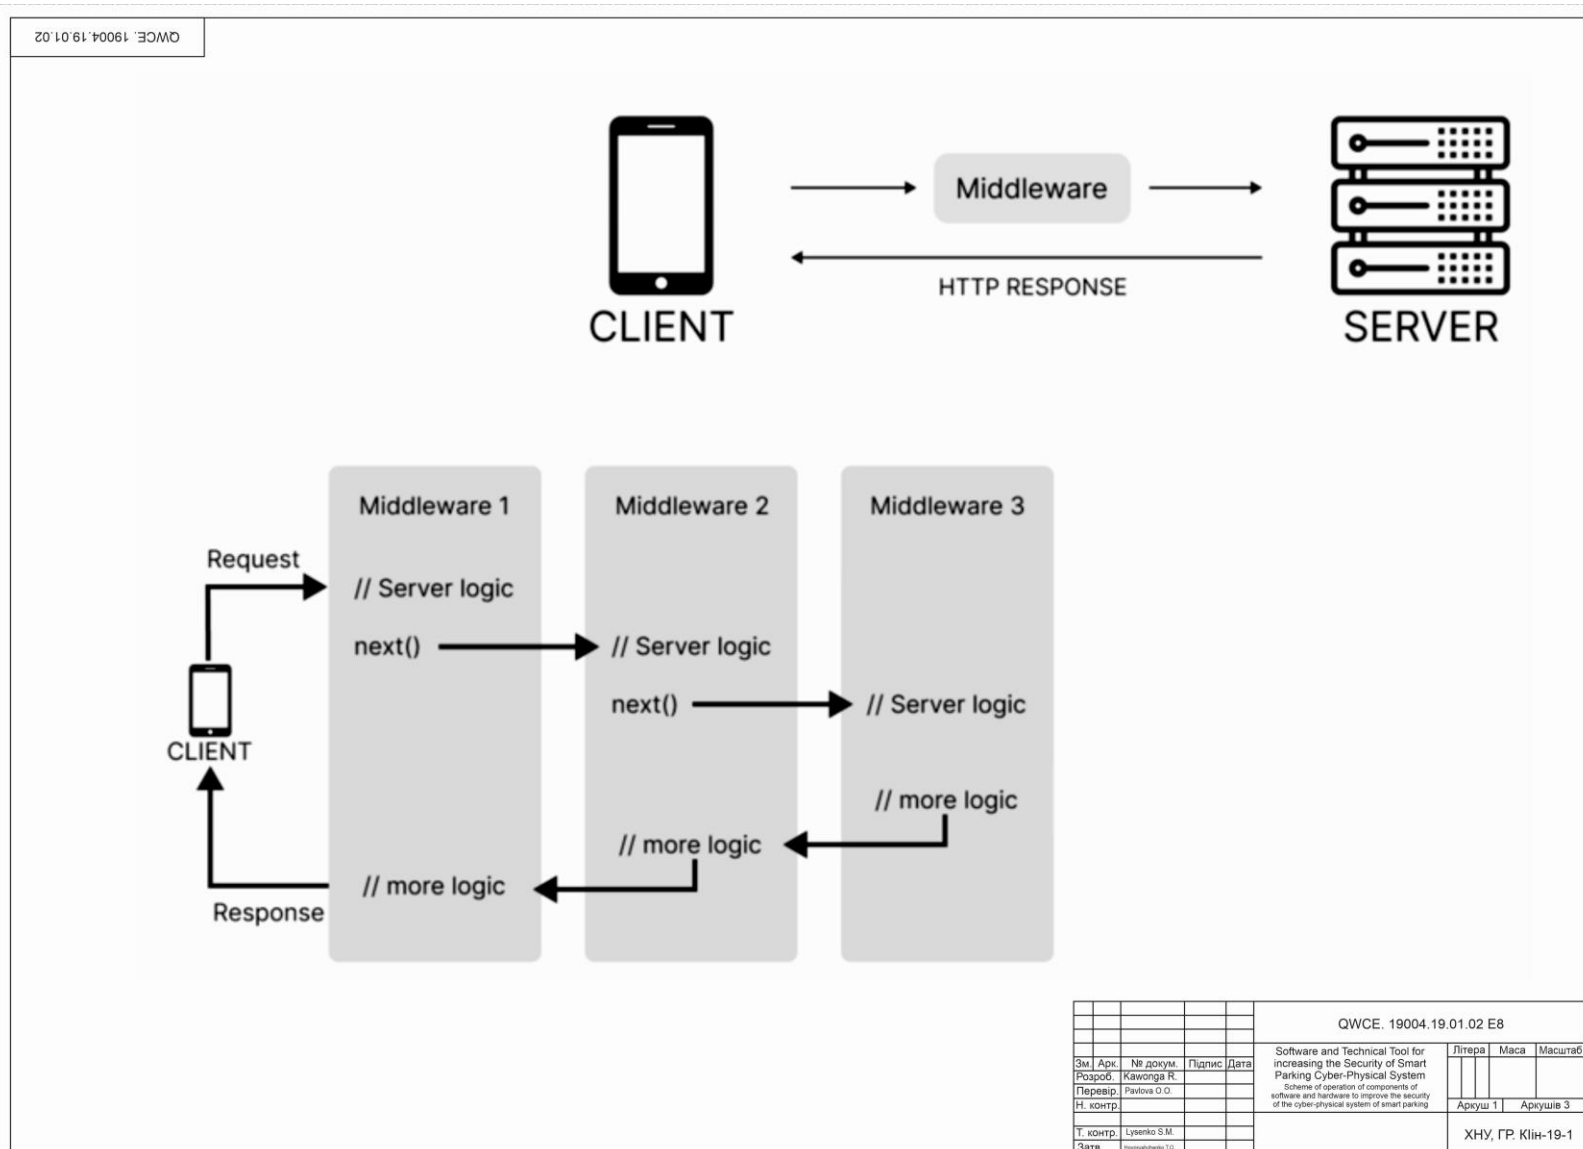 QWCE. 19004.19.01.02
Middleware
HTTP RESPONSE
CLIENT
SERVER
Middleware 1
Middleware 2
Middleware 3
Request
// Server logic
next()
// Server logic
next()
// Server logic
CLIENT
// more logic
// more logic
// more logic
Response
QWCE. 19004.19.01.02 E8
Зм. Арк. № докум. Підпис Дата
Розроб. Kawonga R.
Перевір. Pavlova O.O.
Н. контр.
Т. контр. Lysenko S.M.
Затв.
Software and Technical Tool for
increasing the Security of Smart
Parking Cyber-Physical System
Scheme of operation of components of
software and hardware to improve the security
of the cyber-physical system of smart parking
Літера Маса Масштаб
Аркуш 1 Аркушів 3
ХНУ, ГР. КІін-19-1